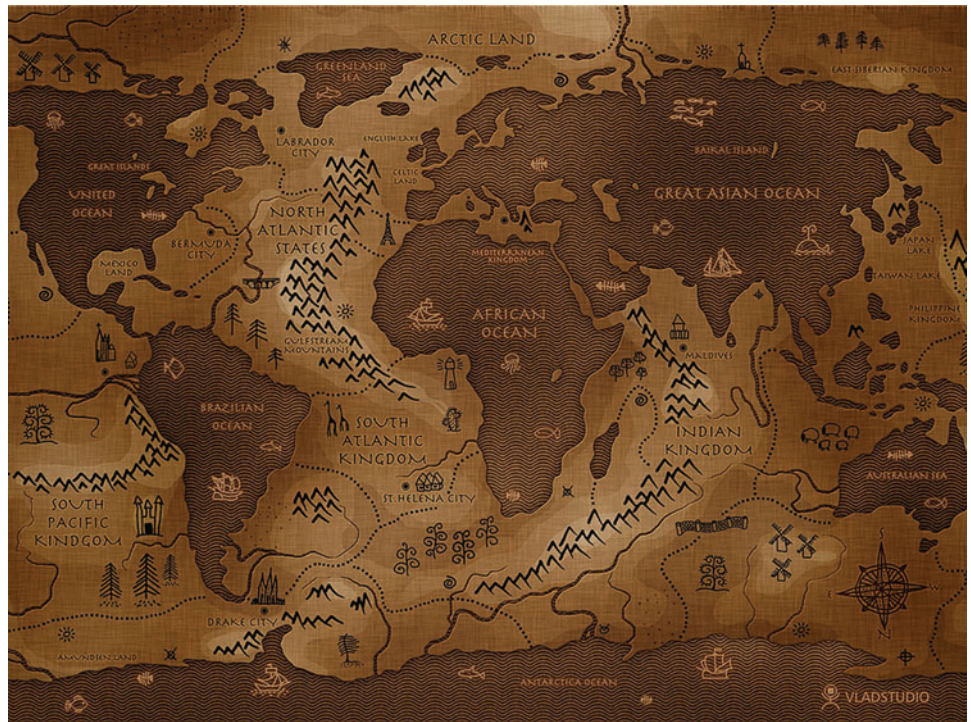 ARCTIC LAND
GREENLAND
SEA
EAST SIBERIAN KINGDOM
LABRADOR
CITY
ENGLISH LAKE
CELTIC
LAND
GREAT ISLANDS
UNITED
OCEAN
BAIKAL ISLAND
GREAT ASIAN OCEAN
NORTH
ATLANTIC
STATES
BERMUDA
CITY
MEXICO
LAND
MEDITERRANEAN
KINGDOM
JAPAN
LAKE
TAIWAN LAKE
PHILIPPINE
KINGDOM
AFRICAN
OCEAN
GULFSTREAM
MOUNTAINS
MALDIVES
BRAZILIAN
OCEAN
SOUTH
ATLANTIC
KINGDOM
INDIAN
KINGDOM
AUSTRALIAN SEA
ST. HELENA CITY
SOUTH
PACIFIC
KINDGOM
DRAKE CITY
AMUNDSEN LAND
ANTARCTICA OCEAN
E
N
VLADSTUDIO